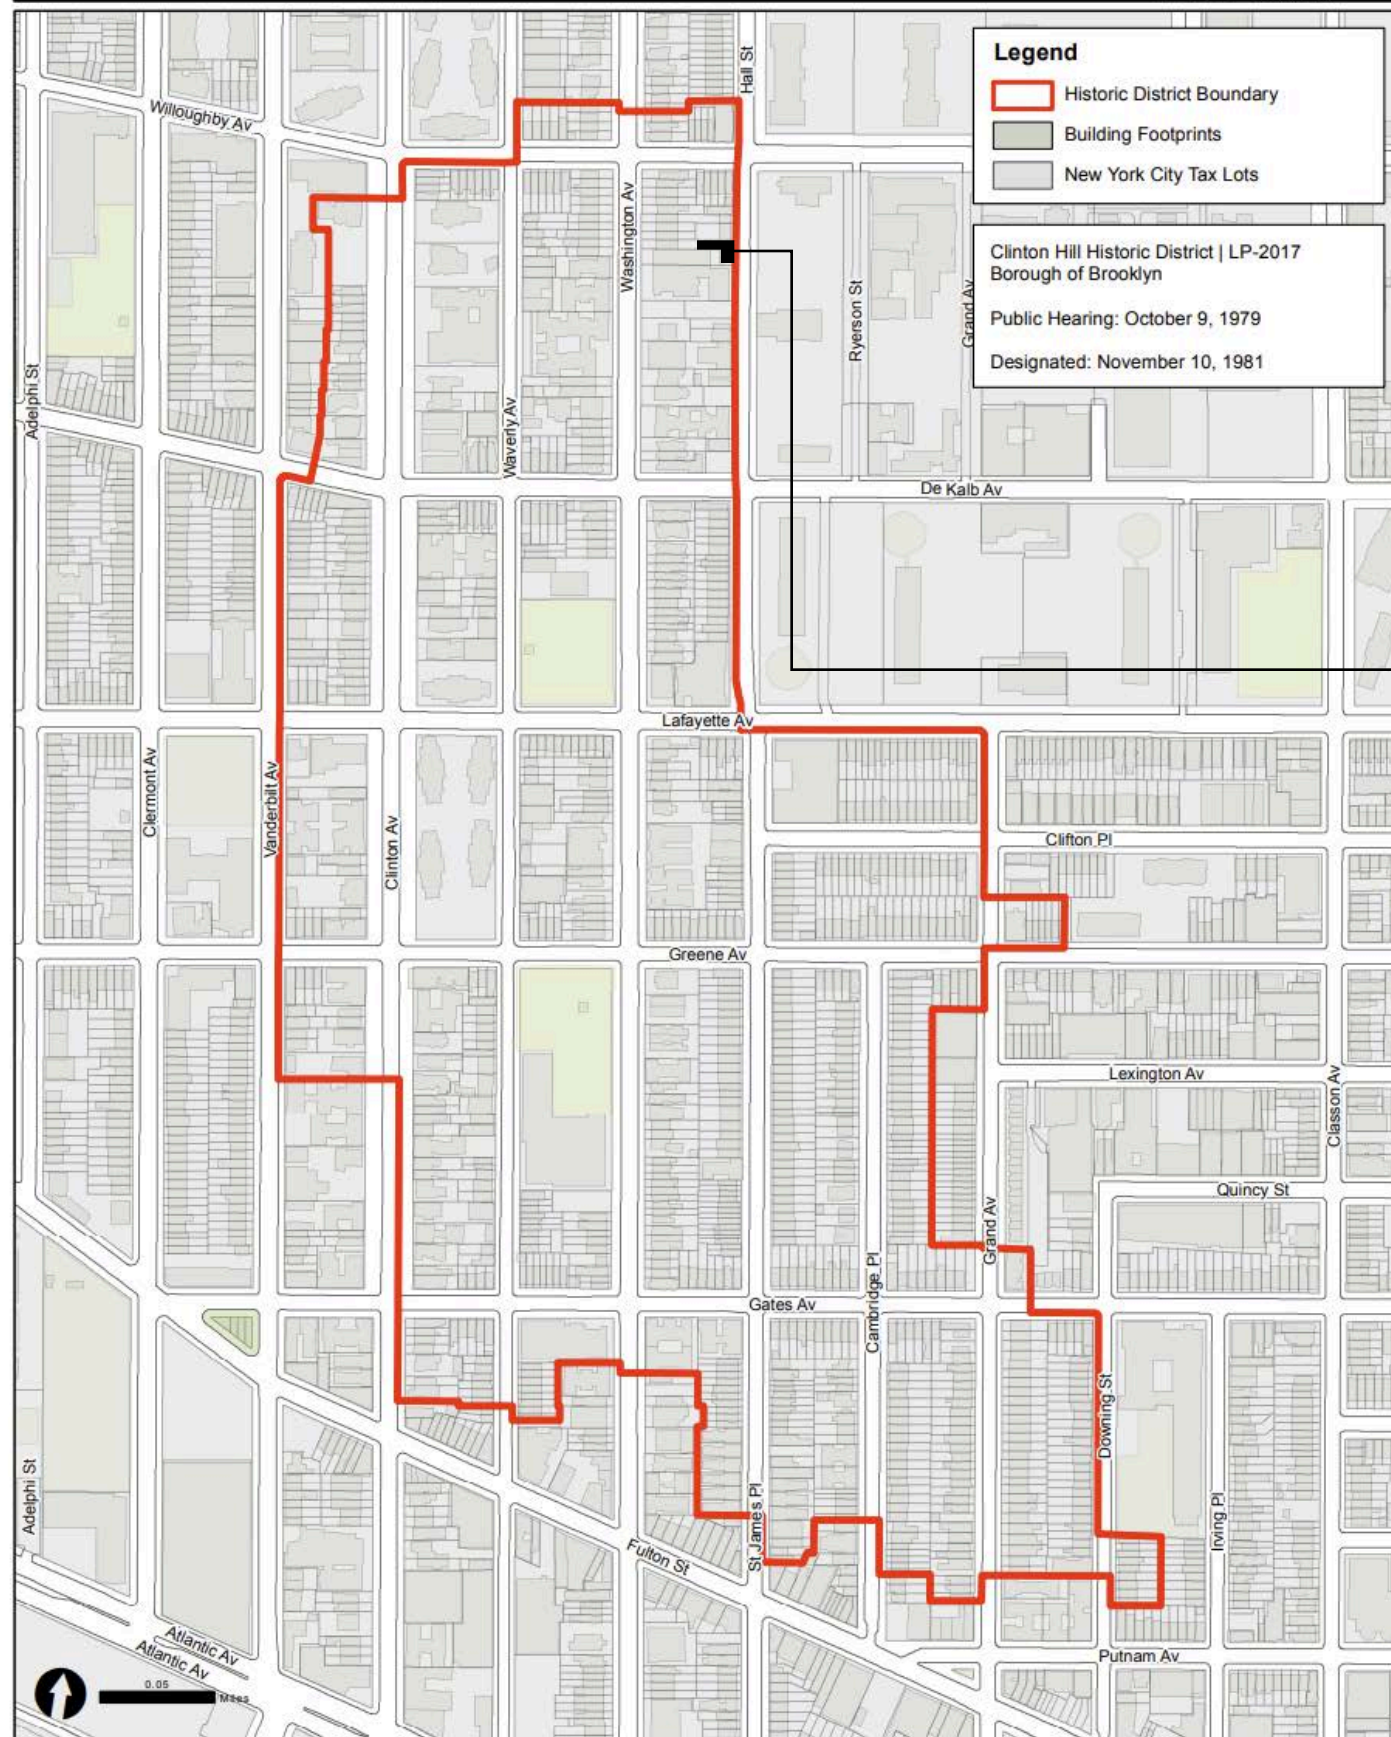 Legend
Historic District Boundary
Building Footprints
New York City Tax Lots
Clinton Hill Historic District | LP-2017
Borough of Brooklyn
Public Hearing: October 9, 1979
Designated: November 10, 1981
Hall St
Willoughby Av
Washington Av
Ryerson St
Grand Av
Adelphi St
Waverly Av
De Kalb Av
Lafayette Av
Clermont Av
Vanderbilt Av
Clinton Av
Clifton Pl
Greene Av
Lexington Av
Classon Av
Quincy St
Grand Av
Cambridge Pl
Gates Av
Downing St
Adelphi St
St James Pl
Irving Pl
Fulton St
Atlantic Av
Atlantic Av
Putnam Av
0.05
Miles